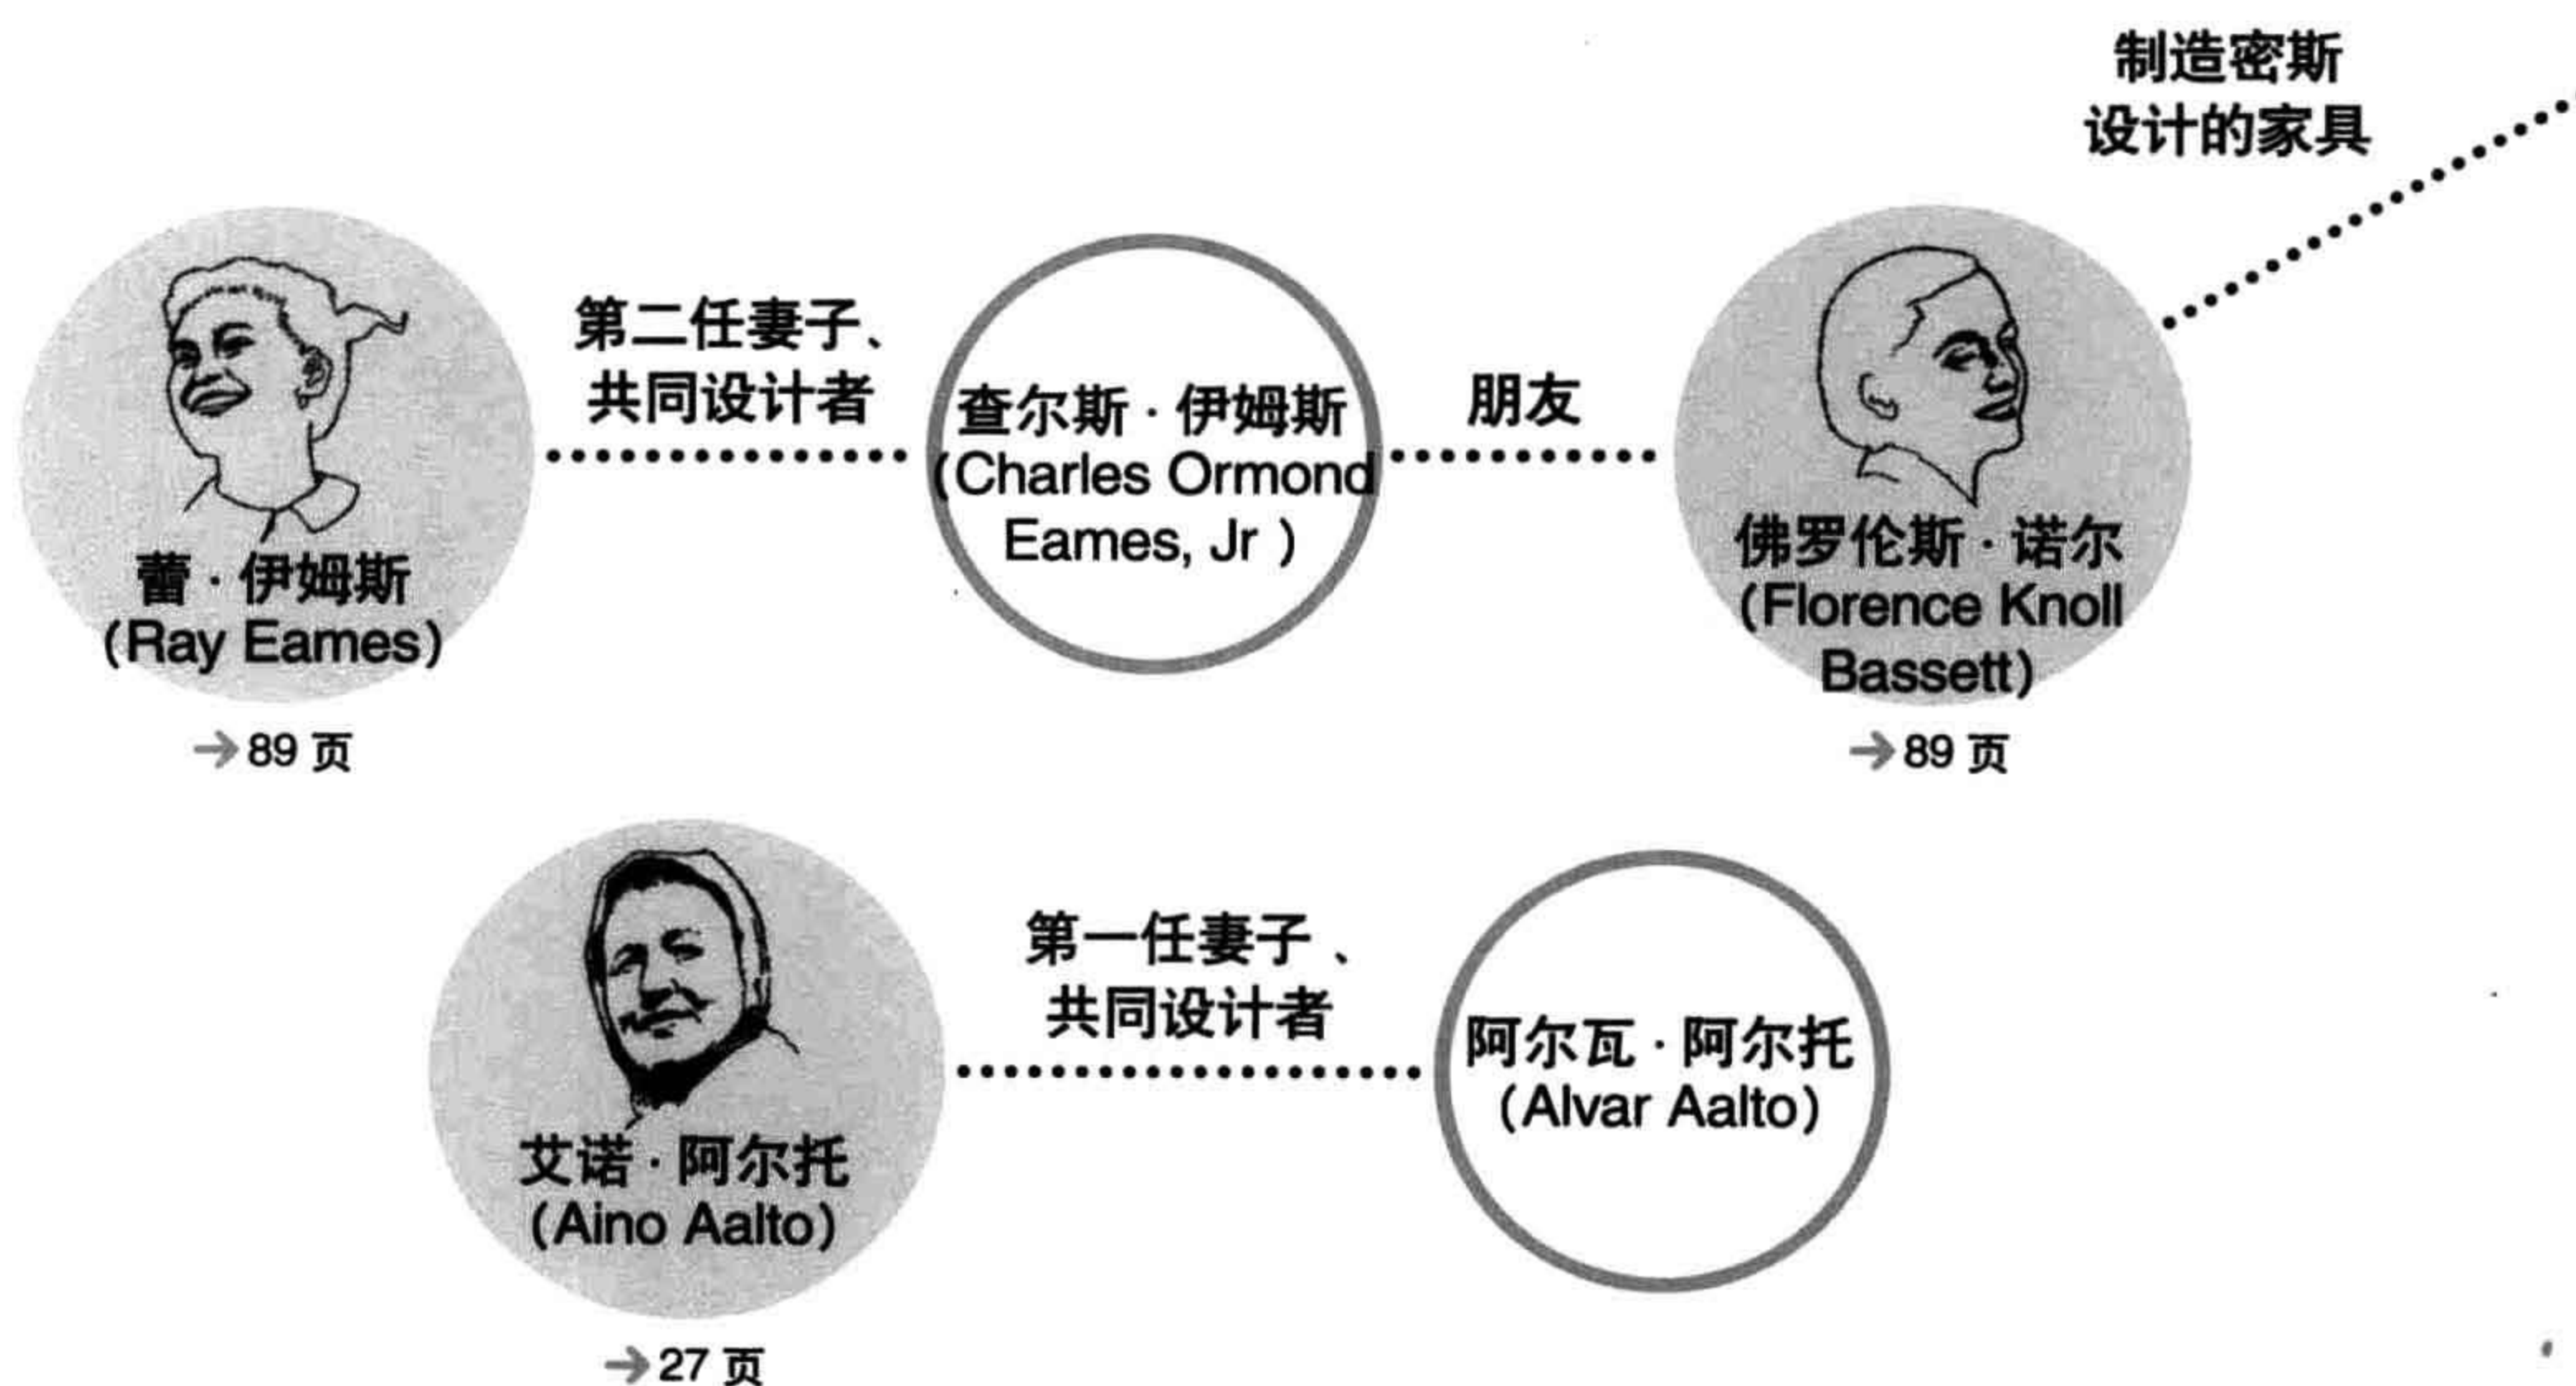 制造密斯
设计的家具
第二任妻子、
共同设计者
查尔斯·伊姆斯
(Charles Ormond
Eames, Jr )
朋友
蕾·伊姆斯
(Ray Eames)
→89 页
佛罗伦斯·诺尔
(Florence Knoll
Bassett)
→89 页
第一任妻子、
共同设计者
阿尔瓦·阿尔托
(Alvar Aalto)
艾诺·阿尔托
(Aino Aalto)
→27 页